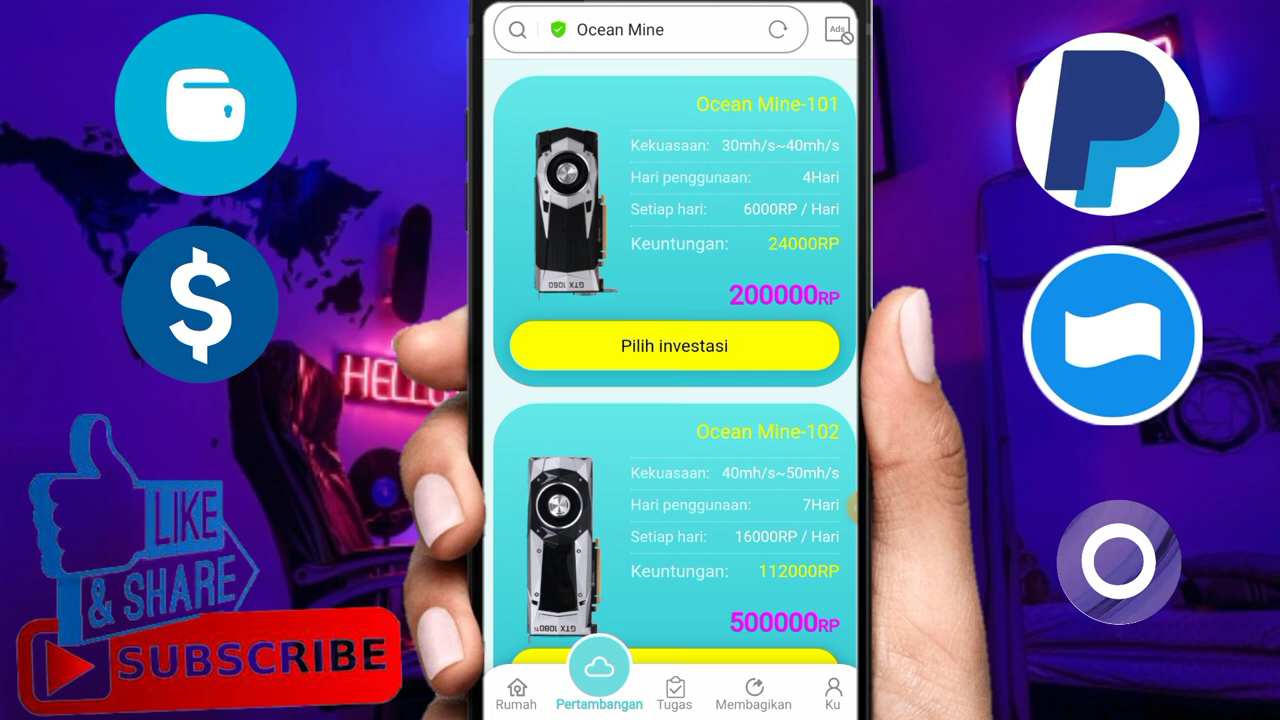 Ocean Mine
Ads
Ocean Mine-101
Kekuasaan: 30mh/s~40mh/s
Hari penggunaan: 4Hari
Setiap hari: 6000RP / Hari
Keuntungan: 24000RP
200000RP
GTX 1060
Pilih investasi
Ocean Mine-102
Kekuasaan: 40mh/s~50mh/s
Hari penggunaan: 7Hari
Setiap hari: 16000RP / Hari
Keuntungan: 112000RP
500000RP
GTX 1080 Ti
Rumah
Pertambangan
Tugas
Membagikan
Ku
$
HELLO
LIKE
& SHARE
SUBSCRIBE
P